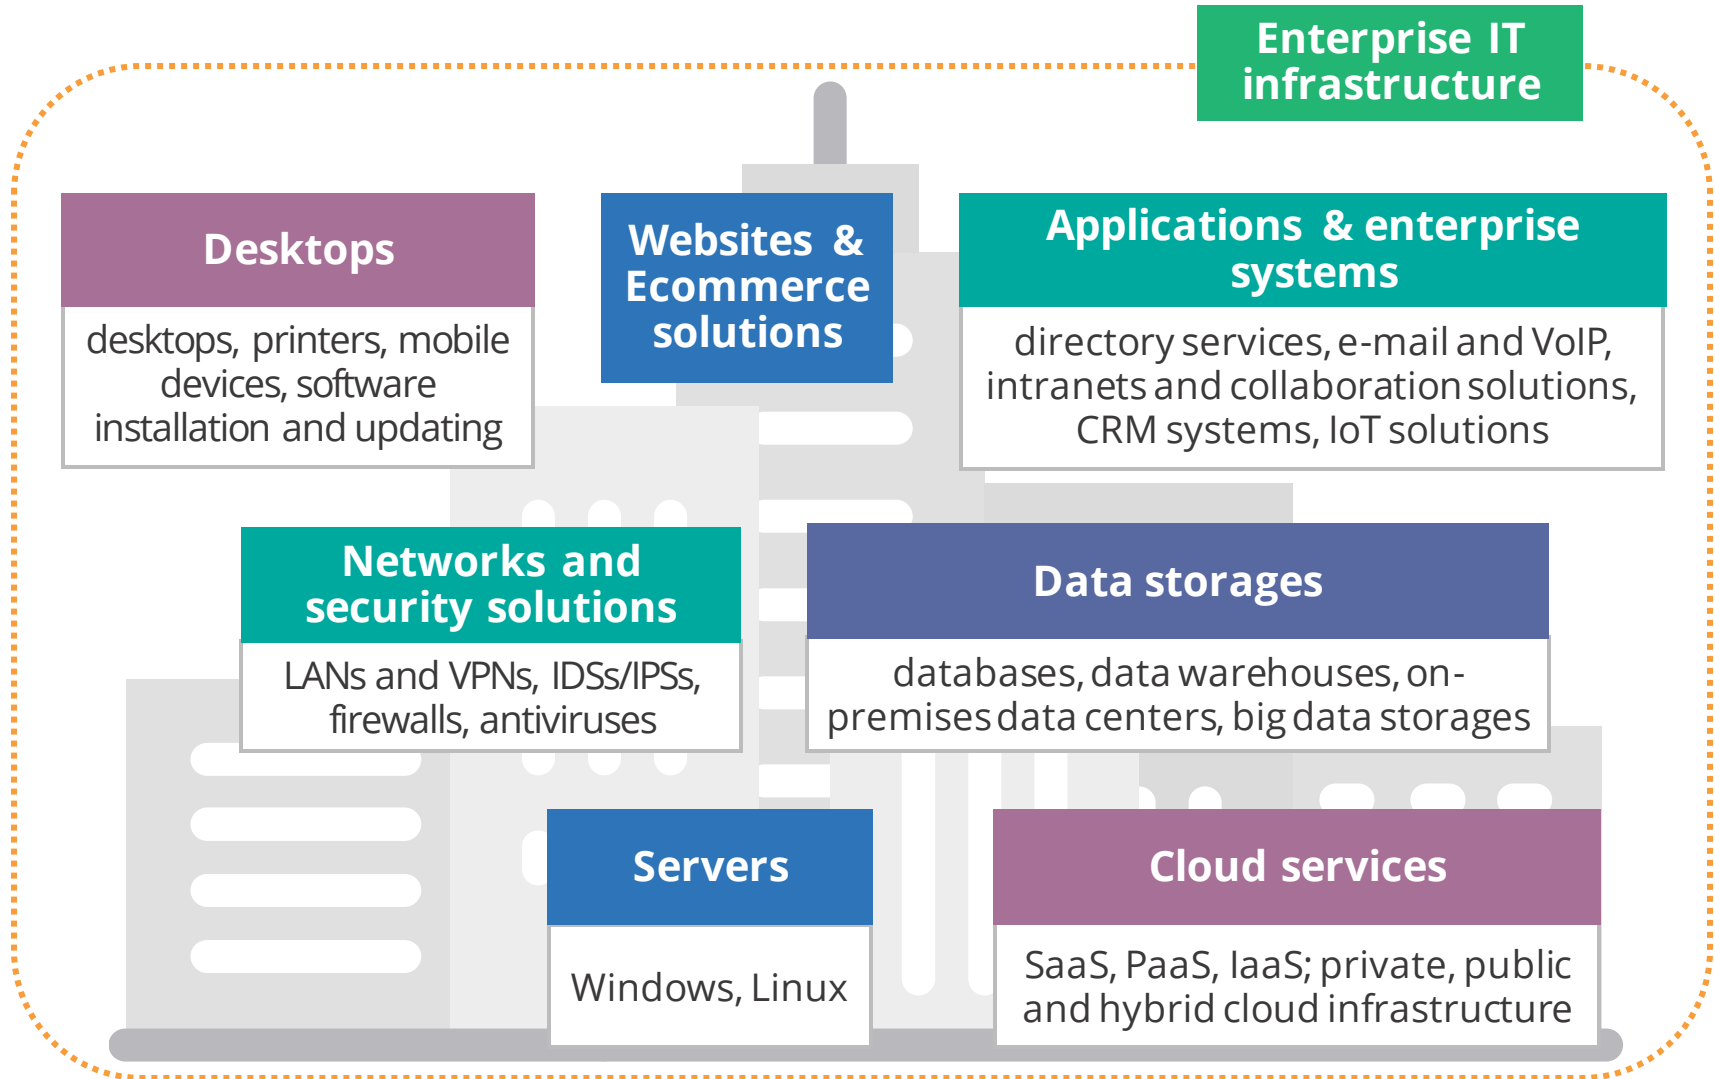 Enterprise IT
infrastructure
Desktops
desktops, printers, mobile
devices, software
installation and updating
Websites & 
Ecommerce
solutions
Applications & enterprise
systems
directory services, e-mail and VoIP,
intranets and collaboration solutions,
CRM systems, IoT solutions
Networks and
security solutions
LANs and VPNs, IDSs/IPSs,
firewalls, antiviruses
Data storages
databases, data warehouses, on-
premises data centers, big data storages
Servers
Windows, Linux
Cloud services
SaaS, PaaS, IaaS; private, public
and hybrid cloud infrastructure